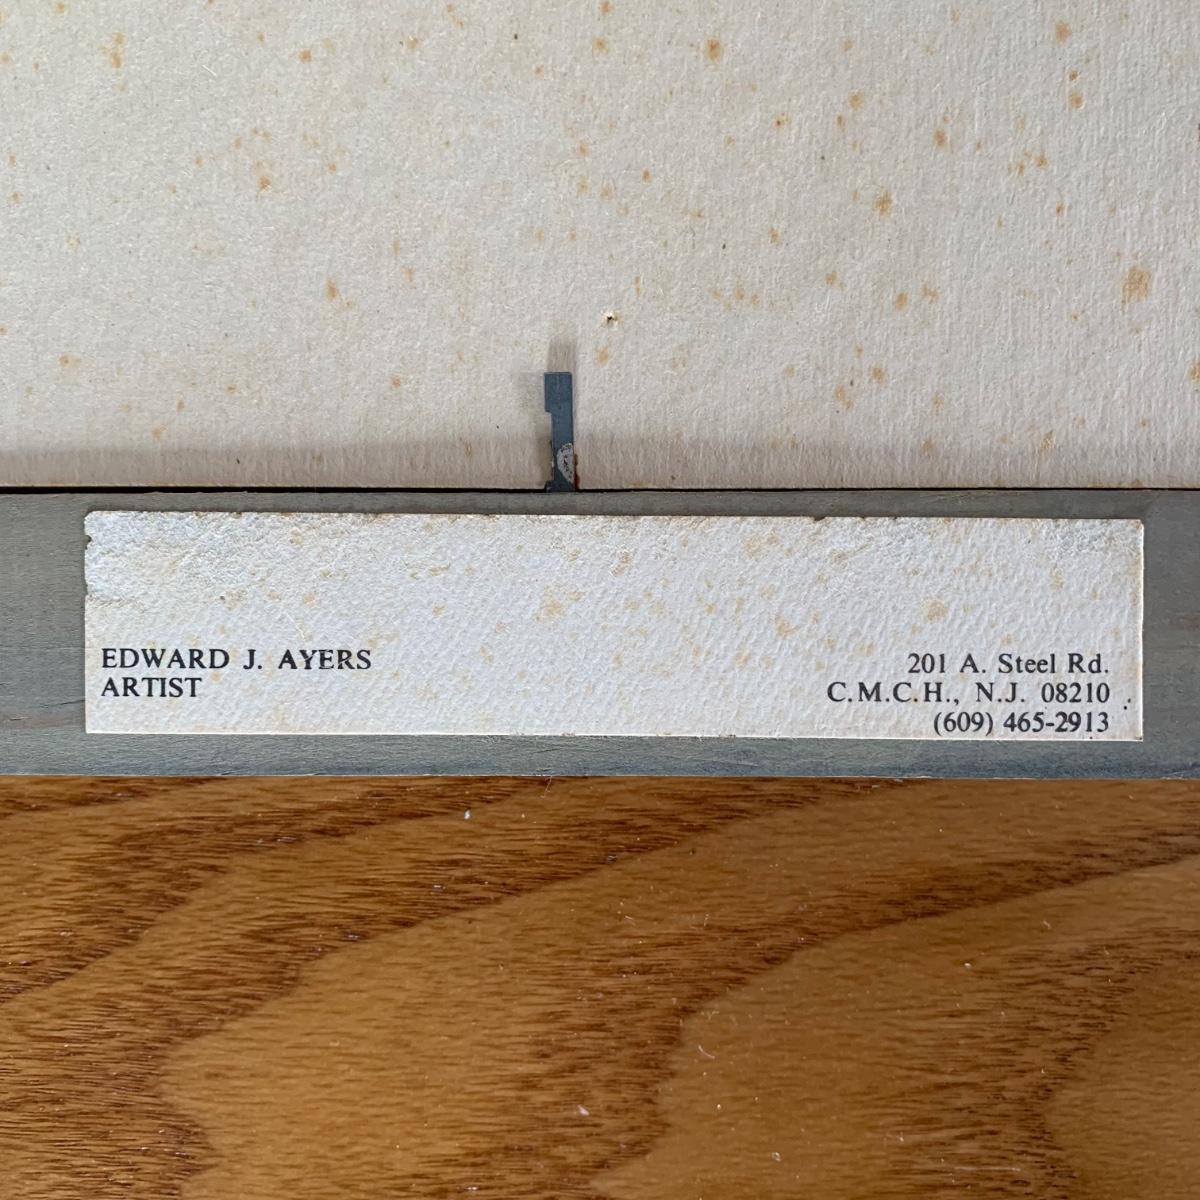 EDWARD J. AYERS
ARTIST
201 A. Steel Rd.
C.M.C.H., N.J. 08210
(609) 465-2913